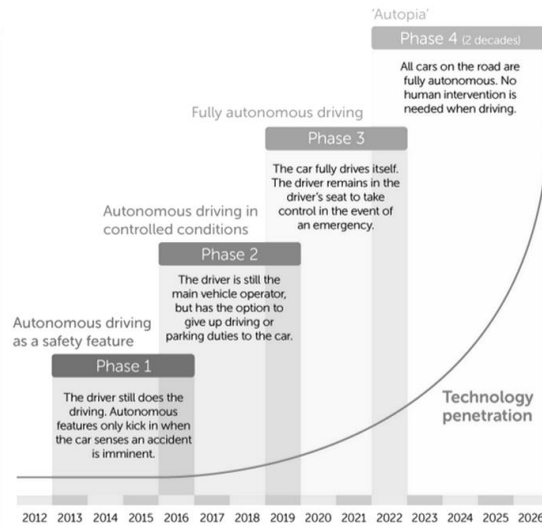 'Autopia'
Phase 4 (2 decades)
All cars on the road are
fully autonomous. No
human intervention is
needed when driving.
Fully autonomous driving
Phase 3
The car fully drives itself.
The driver remains in the
driver's seat to take
control in the event of
an emergency.
Autonomous driving in
controlled conditions
Phase 2
The driver is still the
main vehicle operator,
but has the option to
give up driving or
parking duties to the car.
Autonomous driving
as a safety feature
Phase 1
The driver still does the
driving. Autonomous
features only kick in when
the car senses an accident
is imminent.
Technology
penetration
2012 2013 2014 2015 2016 2017 2018 2019 2020 2021 2022 2023 2024 2025 2026